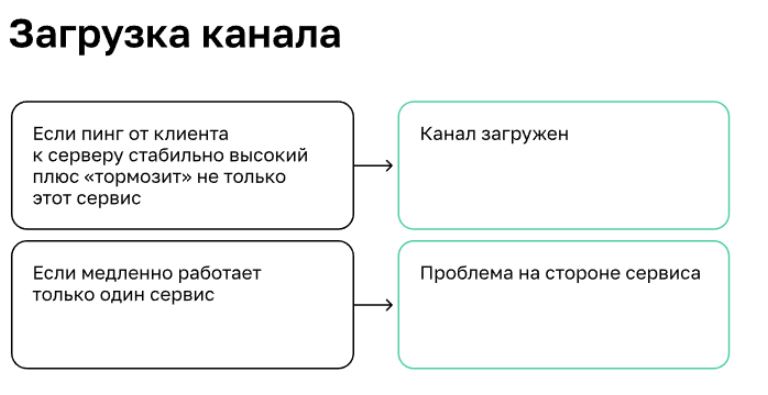 Загрузка канала
Если пинг от клиента
к серверу стабильно высокий
плюс «тормозит» не только
этот сервис
Канал загружен
Если медленно работает
только один сервис
Проблема на стороне сервиса